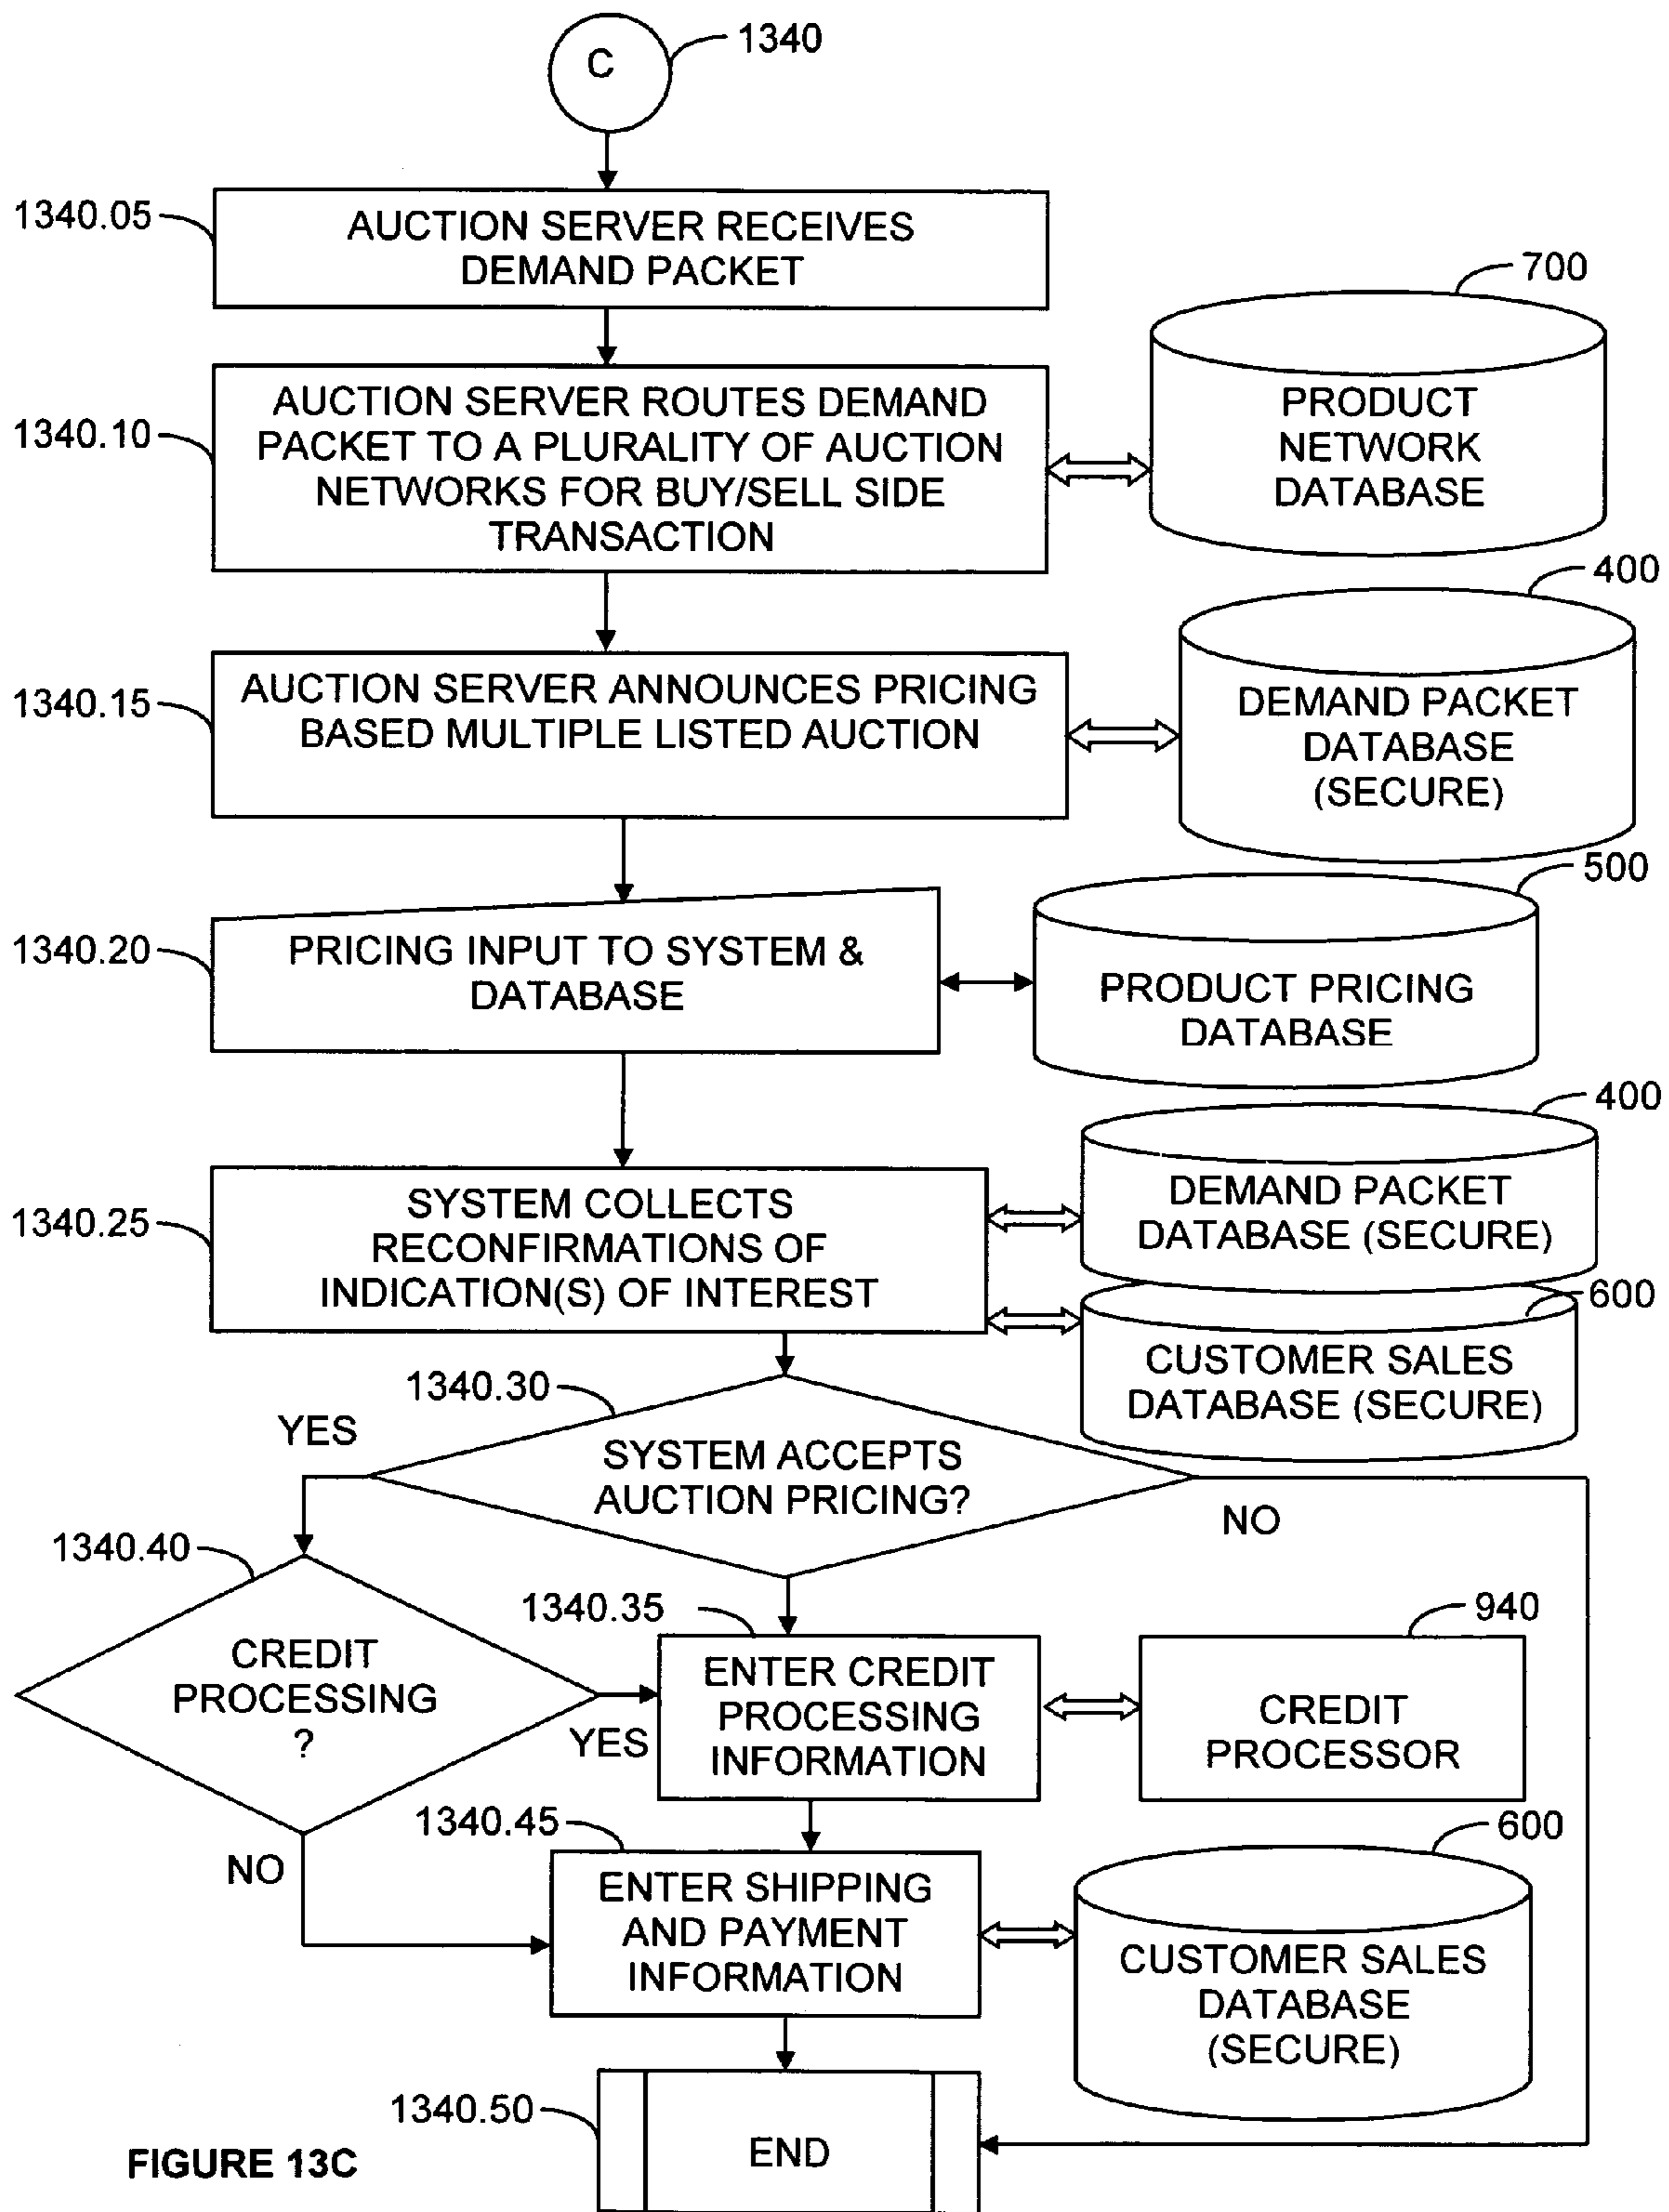 C
1340
1340.05
AUCTION SERVER RECEIVES
DEMAND PACKET
700
1340.10
AUCTION SERVER ROUTES DEMAND
PACKET TO A PLURALITY OF AUCTION
NETWORKS FOR BUY/SELL SIDE
TRANSACTION
PRODUCT
NETWORK
DATABASE
400
1340.15
AUCTION SERVER ANNOUNCES PRICING
BASED MULTIPLE LISTED AUCTION
DEMAND PACKET
DATABASE
(SECURE)
500
1340.20
PRICING INPUT TO SYSTEM &
DATABASE
PRODUCT PRICING
DATABASE
400
1340.25
SYSTEM COLLECTS
RECONFIRMATIONS OF
INDICATION(S) OF INTEREST
DEMAND PACKET
DATABASE (SECURE)
600
CUSTOMER SALES
DATABASE (SECURE)
1340.30
YES
SYSTEM ACCEPTS
AUCTION PRICING?
NO
1340.40
CREDIT
PROCESSING
?
YES
1340.35
ENTER CREDIT
PROCESSING
INFORMATION
940
CREDIT
PROCESSOR
NO
1340.45
ENTER SHIPPING
AND PAYMENT
INFORMATION
600
CUSTOMER SALES
DATABASE
(SECURE)
1340.50
END
FIGURE 13C